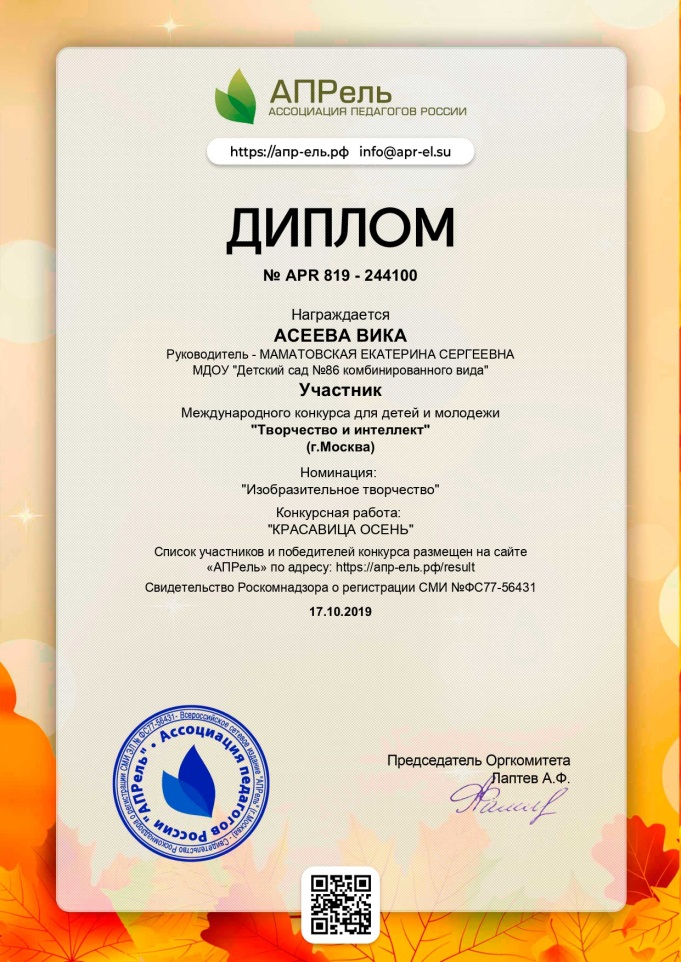 АПРель
АССОЦИАЦИЯ ПЕДАГОГОВ РОССИИ
https://апр-ель.рф info@apr-el.su
ДИПЛОМ
№ APR 819 - 244100
Награждается
АСЕЕВА ВИКА
Руководитель - МАМАТОВСКАЯ ЕКАТЕРИНА СЕРГЕЕВНА
МДОУ "Детский сад №86 комбинированного вида"
Участник
Международного конкурса для детей и молодежи
"Творчество и интеллект"
(г.Москва)
Номинация:
"Изобразительное творчество"
Конкурсная работа:
"КРАСАВИЦА ОСЕНЬ"
Список участников и победителей конкурса размещен на сайте
«АПРель» по адресу: https://апр-ель.рф/result
Свидетельство Роскомнадзора о регистрации СМИ №ФС77-56431
17.10.2019
Председатель Оргкомитета
Лаптев А.Ф.
Ассоциация педагогов России "АПРель"
Всероссийское сетевое издание "АПРель" (г.Москва) - Свидетельство Роскомнадзора о регистрации СМИ ЭЛ № ФС77-56431-